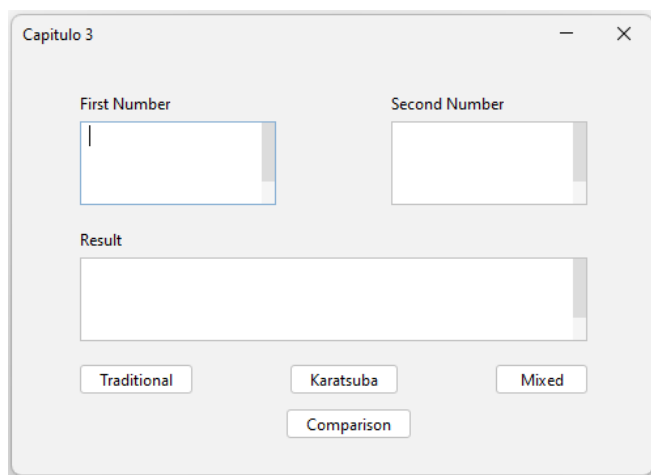 Capitulo 3
First Number Second Number
Result
Traditional Karatsuba Mixed
Comparison